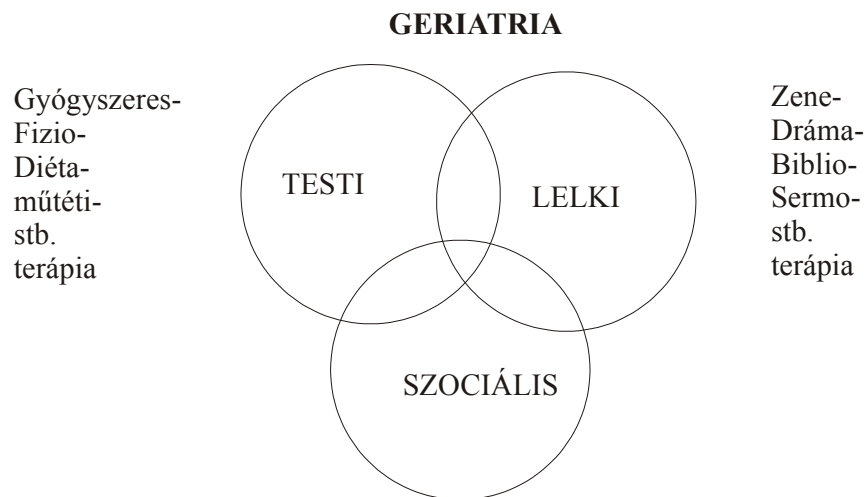 GERIATRIA
Gyógyszeres-
Fizio-
Diéta-
műtéti-
stb.
terápia
TESTI
LELKI
SZOCIÁLIS
Zene-
Dráma-
Biblio-
Sermo-
stb.
terápia